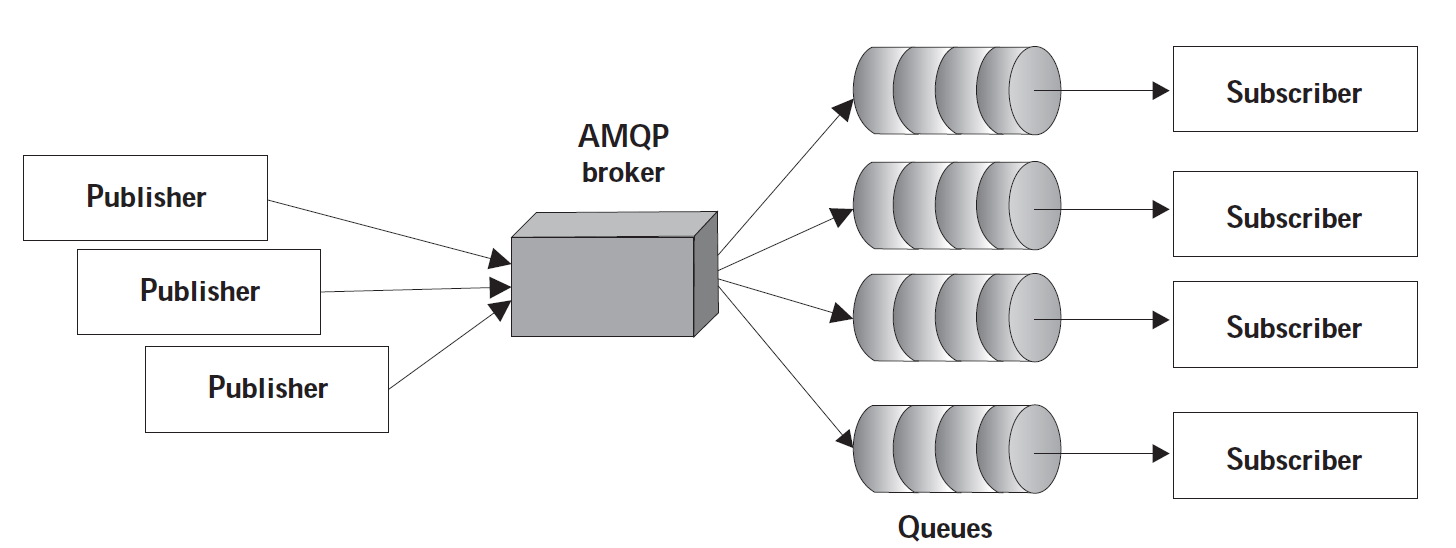 Publisher
Publisher
Publisher
AMQP
broker
Subscriber
Subscriber
Subscriber
Subscriber
Queues